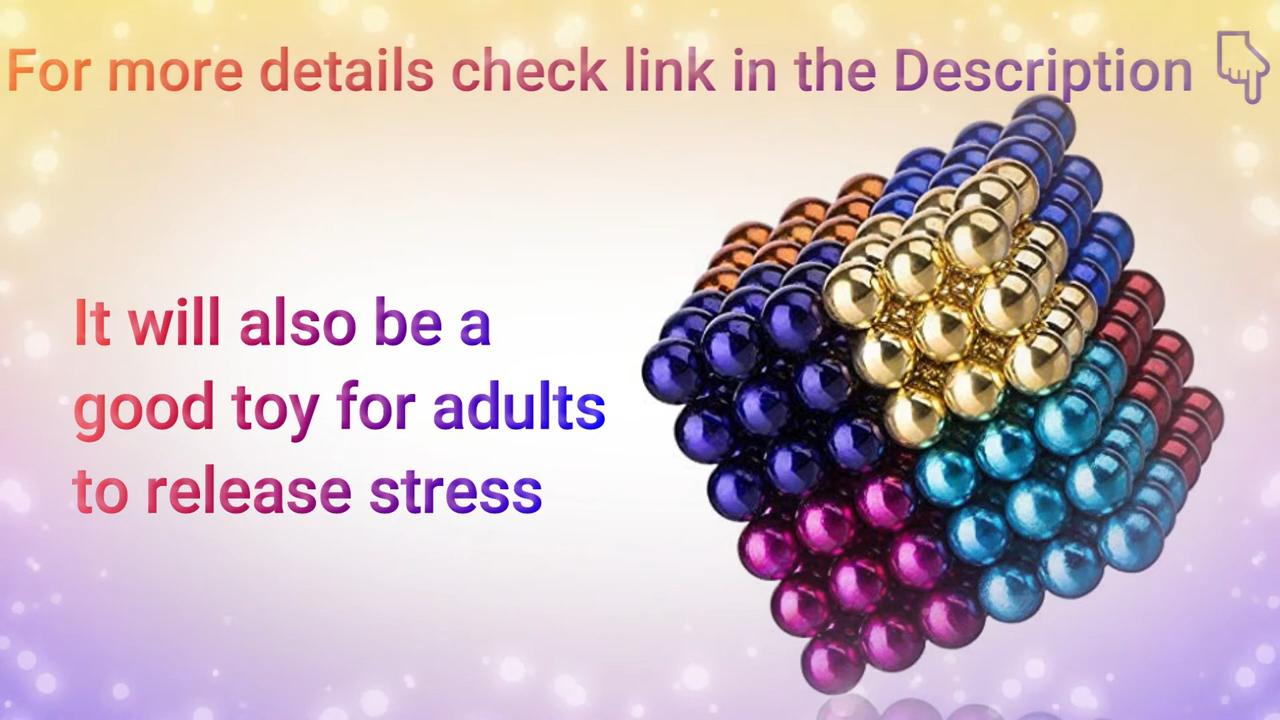 For more details check link in the Description
It will also be a
good toy for adults
to release stress